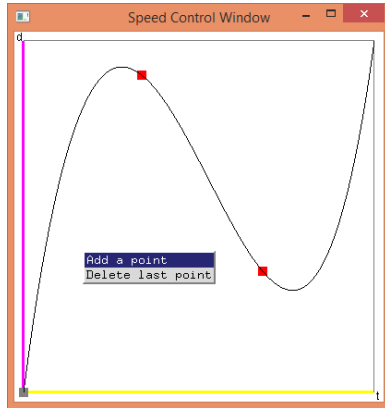 Speed Control Window
d
Add a point
Delete last point
t